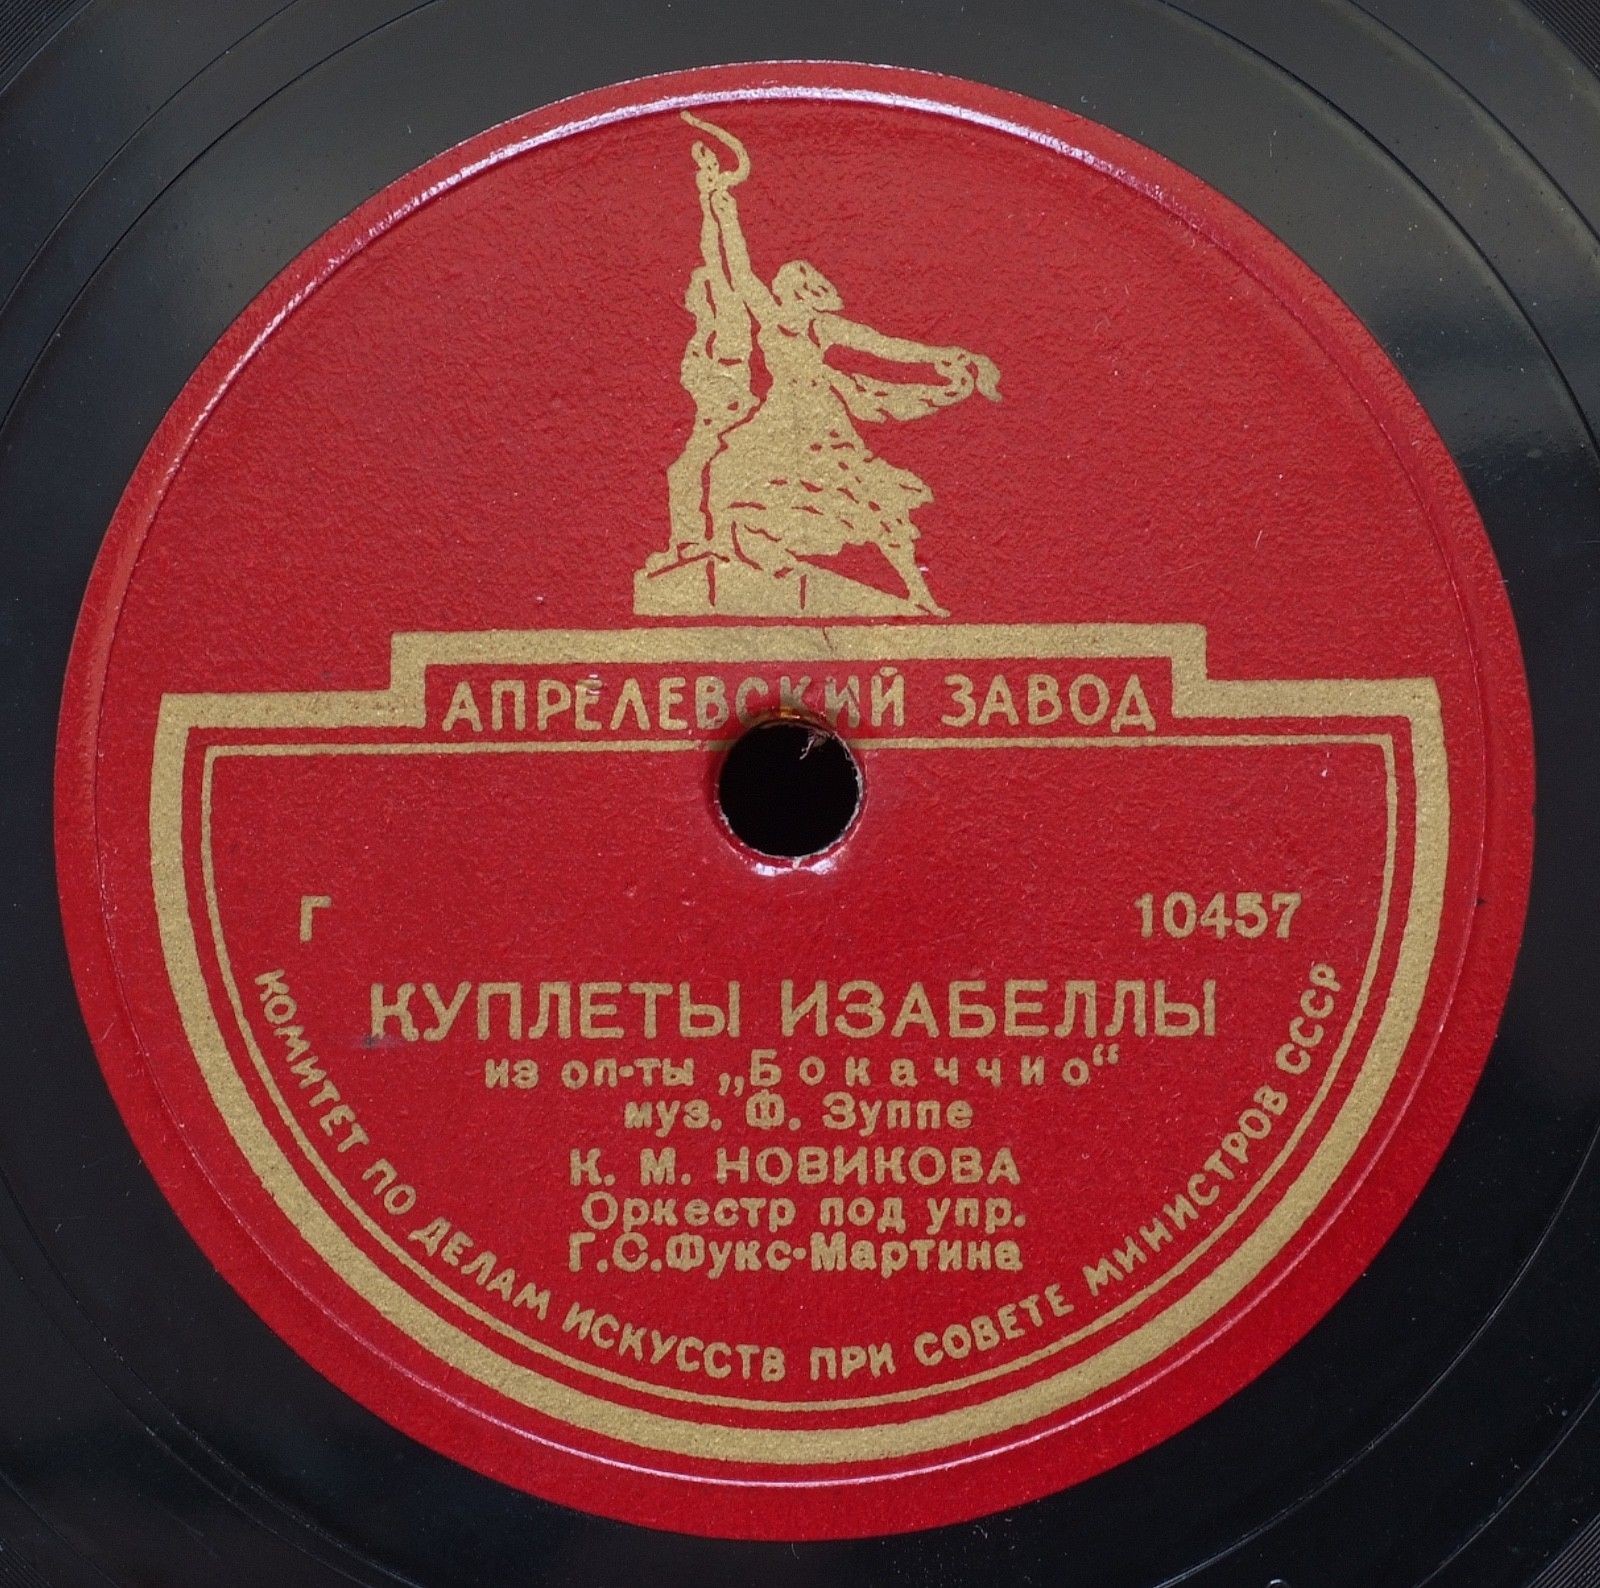 АПРЕЛЕВСКИЙ ЗАВОД
Г 10457
КУПЛЕТЫ ИЗАБЕЛЛЫ
из оп-ты „Бокаччио“
муз. Ф. Зуппе
К. М. НОВИКОВА
Оркестр под упр.
Г.С.Фукс-Мартина
КОМИТЕТ ПО ДЕЛАМ ИСКУССТВ ПРИ СОВЕТЕ МИНИСТРОВ СССР